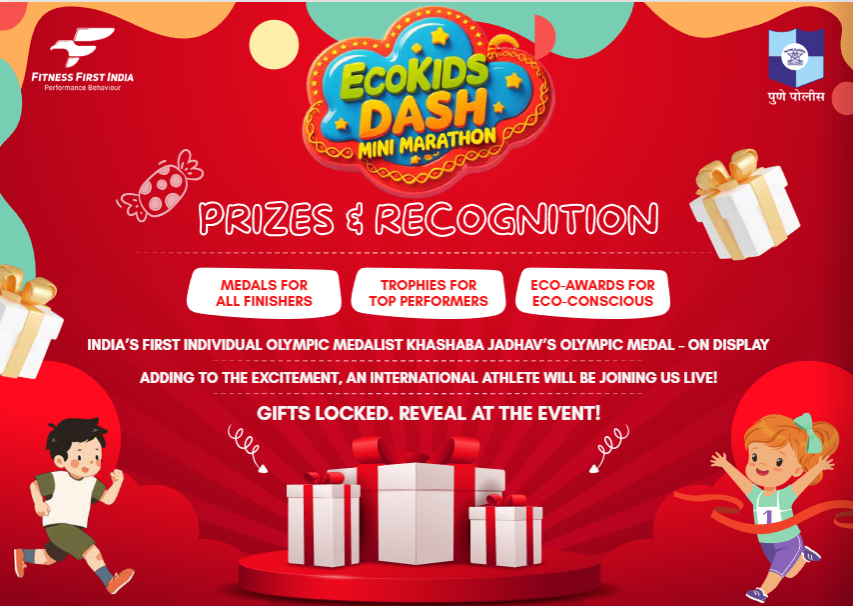 FITNESS FIRST INDIA
Performance Behaviour
ECOKIDS
DASH
MINI MARATHON
पुणे पोलीस
PRIZES & RECOGNITION
MEDALS FOR
ALL FINISHERS
TROPHIES FOR
TOP PERFORMERS
ECO-AWARDS FOR
ECO-CONSCIOUS
INDIA'S FIRST INDIVIDUAL OLYMPIC MEDALIST KHASHABA JADHAV'S OLYMPIC MEDAL – ON DISPLAY
ADDING TO THE EXCITEMENT, AN INTERNATIONAL ATHLETE WILL BE JOINING US LIVE!
GIFTS LOCKED. REVEAL AT THE EVENT!
1